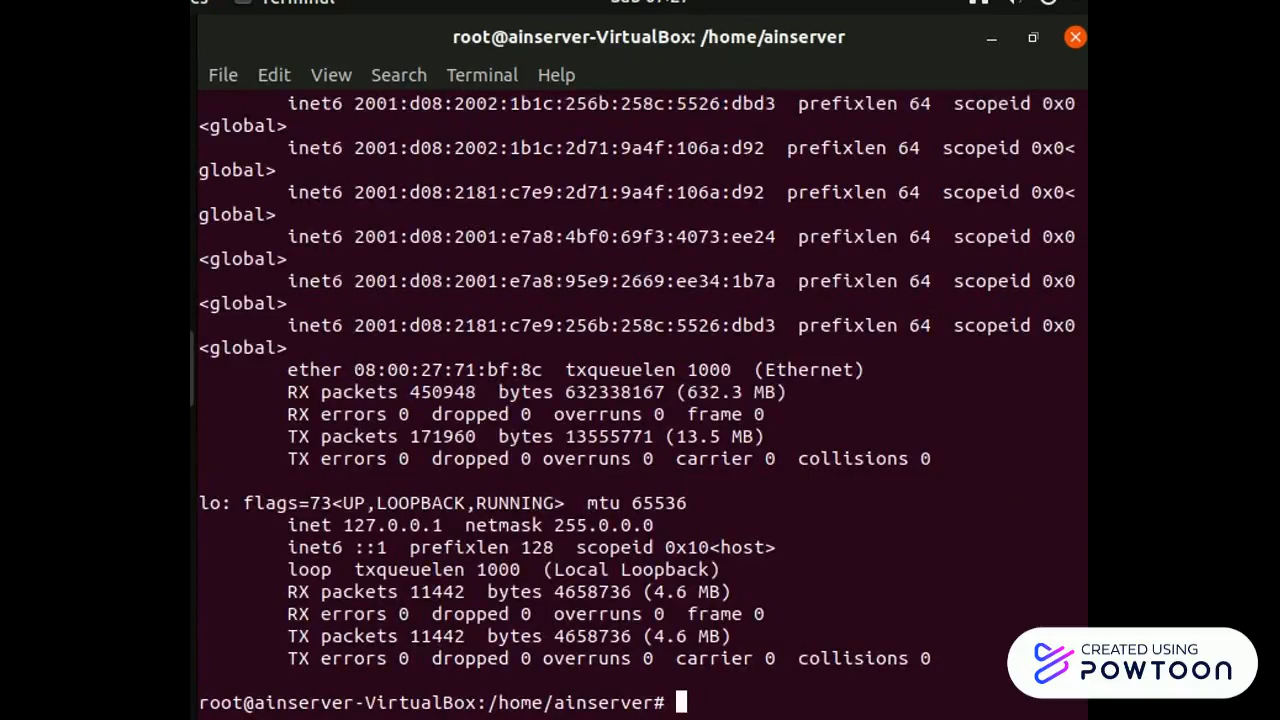 Terminal
root@ainserver-VirtualBox: /home/ainserver
File Edit View Search Terminal Help
inet6 2001:d08:2002:1b1c:256b:258c:5526:dbd3 prefixlen 64 scopeid 0x0
<global>
inet6 2001:d08:2002:1b1c:2d71:9a4f:106a:d92 prefixlen 64 scopeid 0x0<
global>
inet6 2001:d08:2181:c7e9:2d71:9a4f:106a:d92 prefixlen 64 scopeid 0x0<
global>
inet6 2001:d08:2001:e7a8:4bf0:69f3:4073:ee24 prefixlen 64 scopeid 0x0
<global>
inet6 2001:d08:2001:e7a8:95e9:2669:ee34:1b7a prefixlen 64 scopeid 0x0
<global>
inet6 2001:d08:2181:c7e9:256b:258c:5526:dbd3 prefixlen 64 scopeid 0x0
<global>
ether 08:00:27:71:bf:8c txqueuelen 1000 (Ethernet)
RX packets 450948 bytes 632338167 (632.3 MB)
RX errors 0 dropped 0 overruns 0 frame 0
TX packets 171960 bytes 13555771 (13.5 MB)
TX errors 0 dropped 0 overruns 0 carrier 0 collisions 0
lo: flags=73<UP,LOOPBACK,RUNNING> mtu 65536
inet 127.0.0.1 netmask 255.0.0.0
inet6 ::1 prefixlen 128 scopeid 0x10<host>
loop txqueuelen 1000 (Local Loopback)
RX packets 11442 bytes 4658736 (4.6 MB)
RX errors 0 dropped 0 overruns 0 frame 0
TX packets 11442 bytes 4658736 (4.6 MB)
TX errors 0 dropped 0 overruns 0 carrier 0 collisions 0
root@ainserver-VirtualBox:/home/ainserver#
CREATED USING
POWTOON